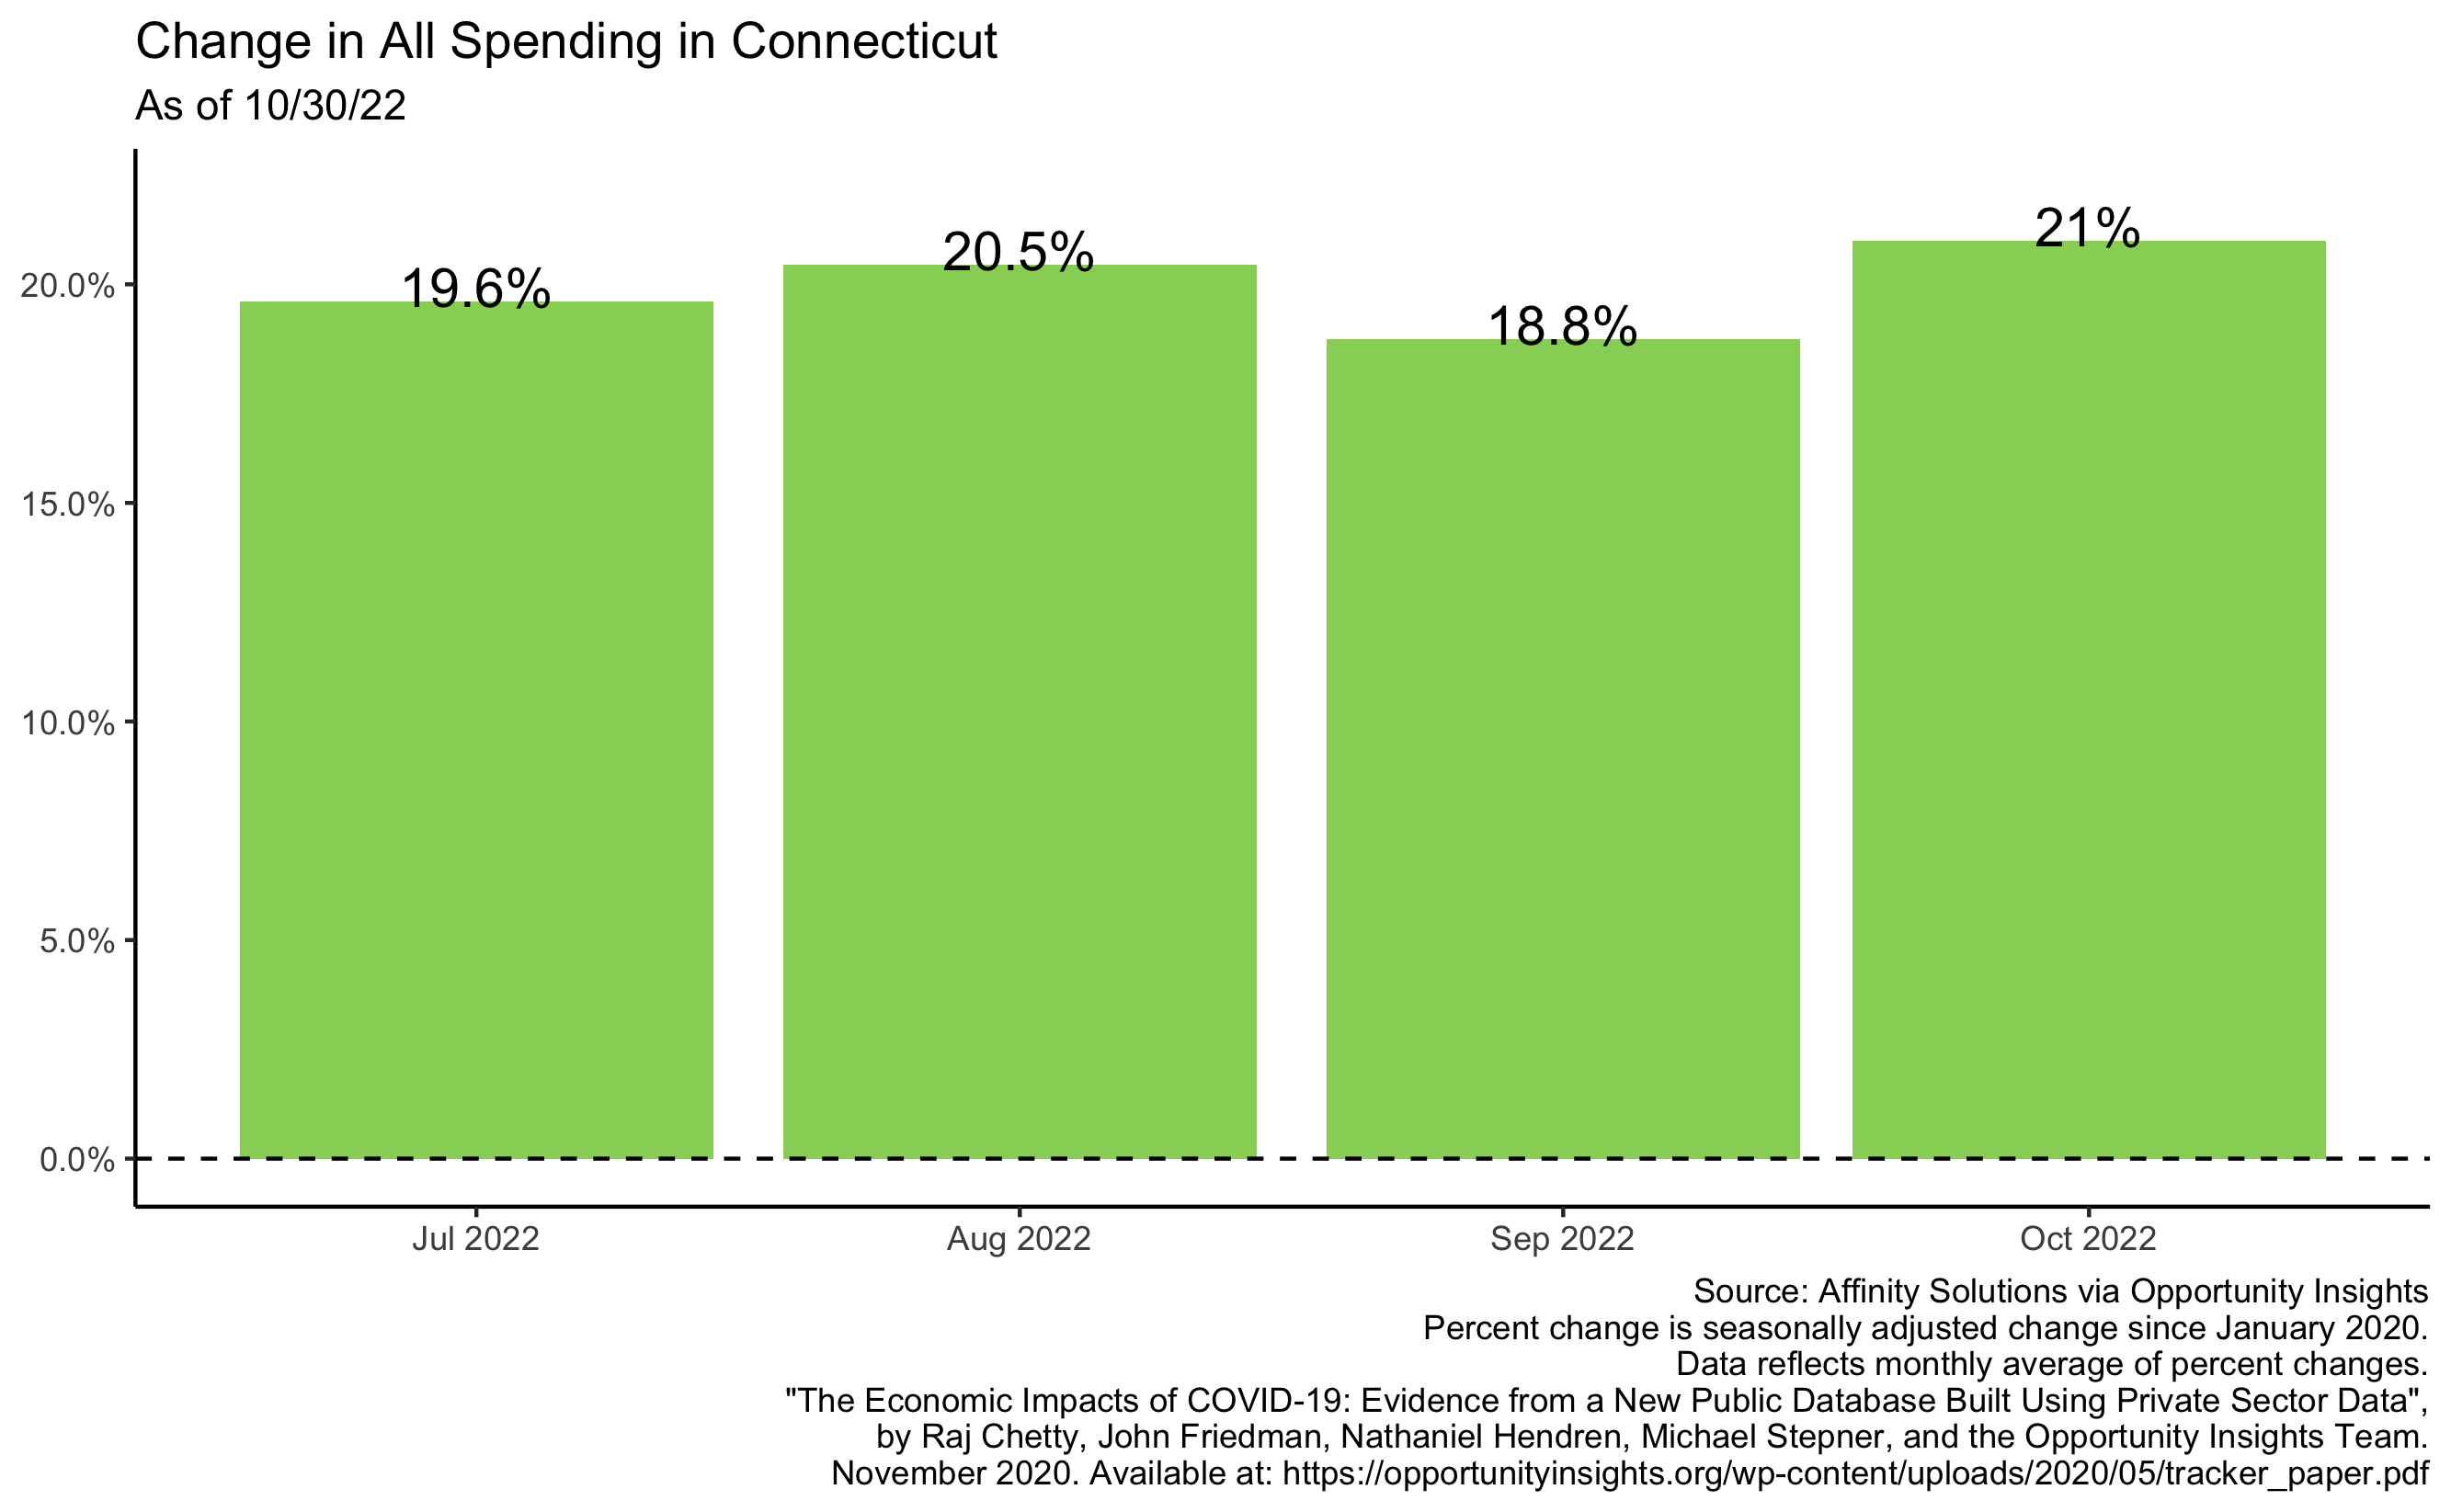 Change in All Spending in Connecticut
As of 10/30/22
19.6%
20.5%
18.8%
21%
20.0%
15.0%
10.0%
5.0%
0.0%
Jul 2022
Aug 2022
Sep 2022
Oct 2022
Source: Affinity Solutions via Opportunity Insights
Percent change is seasonally adjusted change since January 2020.
Data reflects monthly average of percent changes.
"The Economic Impacts of COVID-19: Evidence from a New Public Database Built Using Private Sector Data",
by Raj Chetty, John Friedman, Nathaniel Hendren, Michael Stepner, and the Opportunity Insights Team.
November 2020. Available at: https://opportunityinsights.org/wp-content/uploads/2020/05/tracker_paper.pdf